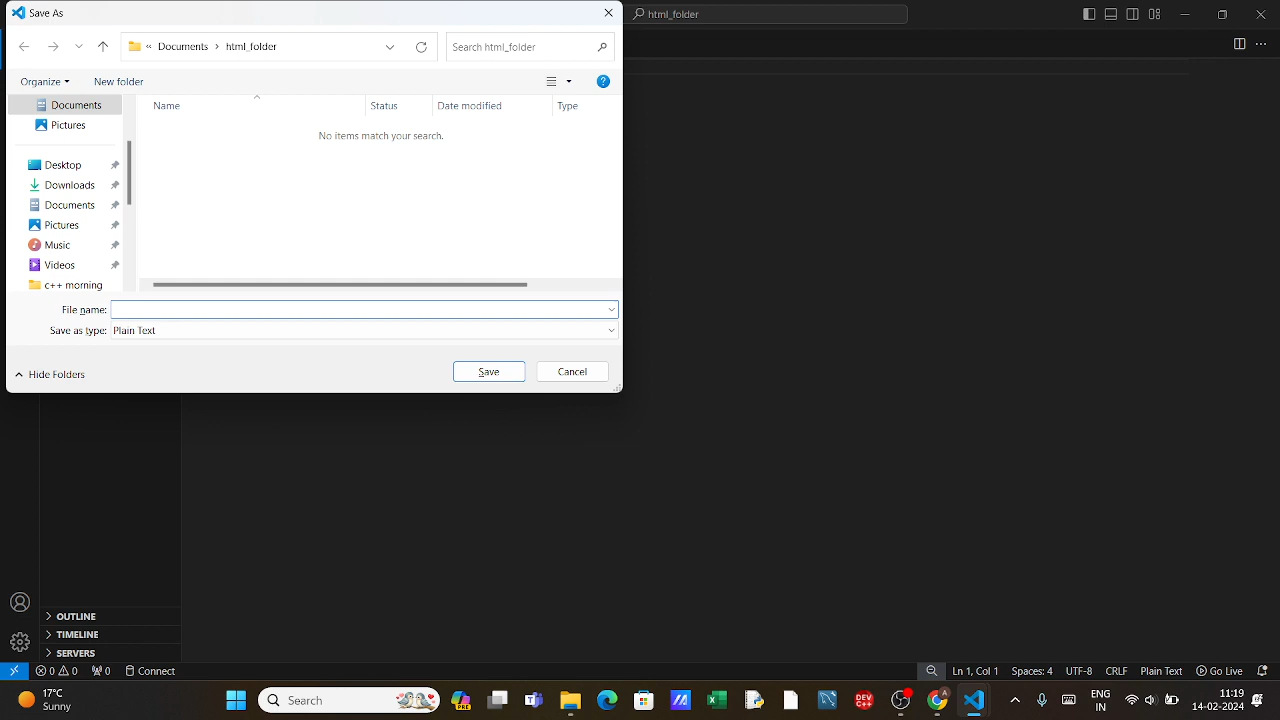 Save As
html_folder
« Documents > html_folder
Search html_folder
Organize
New folder
?
Name
Status
Date modified
Type
No items match your search.
Documents
Pictures
Desktop
Downloads
Documents
Pictures
Music
Videos
c++ morning
File name:
Save as type: Plain Text
Hide Folders
Save
Cancel
OUTLINE
TIMELINE
SERVERS
0 0 0 Connect
Ln 1, Col 1
Spaces: 4
UTF-8
CRLF
Plain Text
Go Live
17°C
Sunny
Search
PRE
DEV C++
A
ENG
IN
11:19
14-02-2024